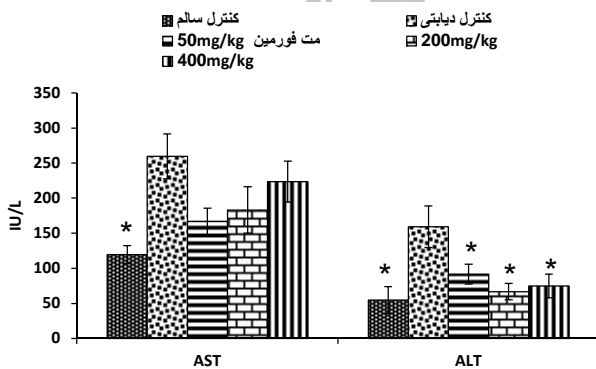 کنترل سالم
کنترل دیابتی
مت فورمین 50mg/kg
200mg/kg
400mg/kg
350
300
250
200
150
100
50
0
IU/L
*
*
*
*
*
AST
ALT